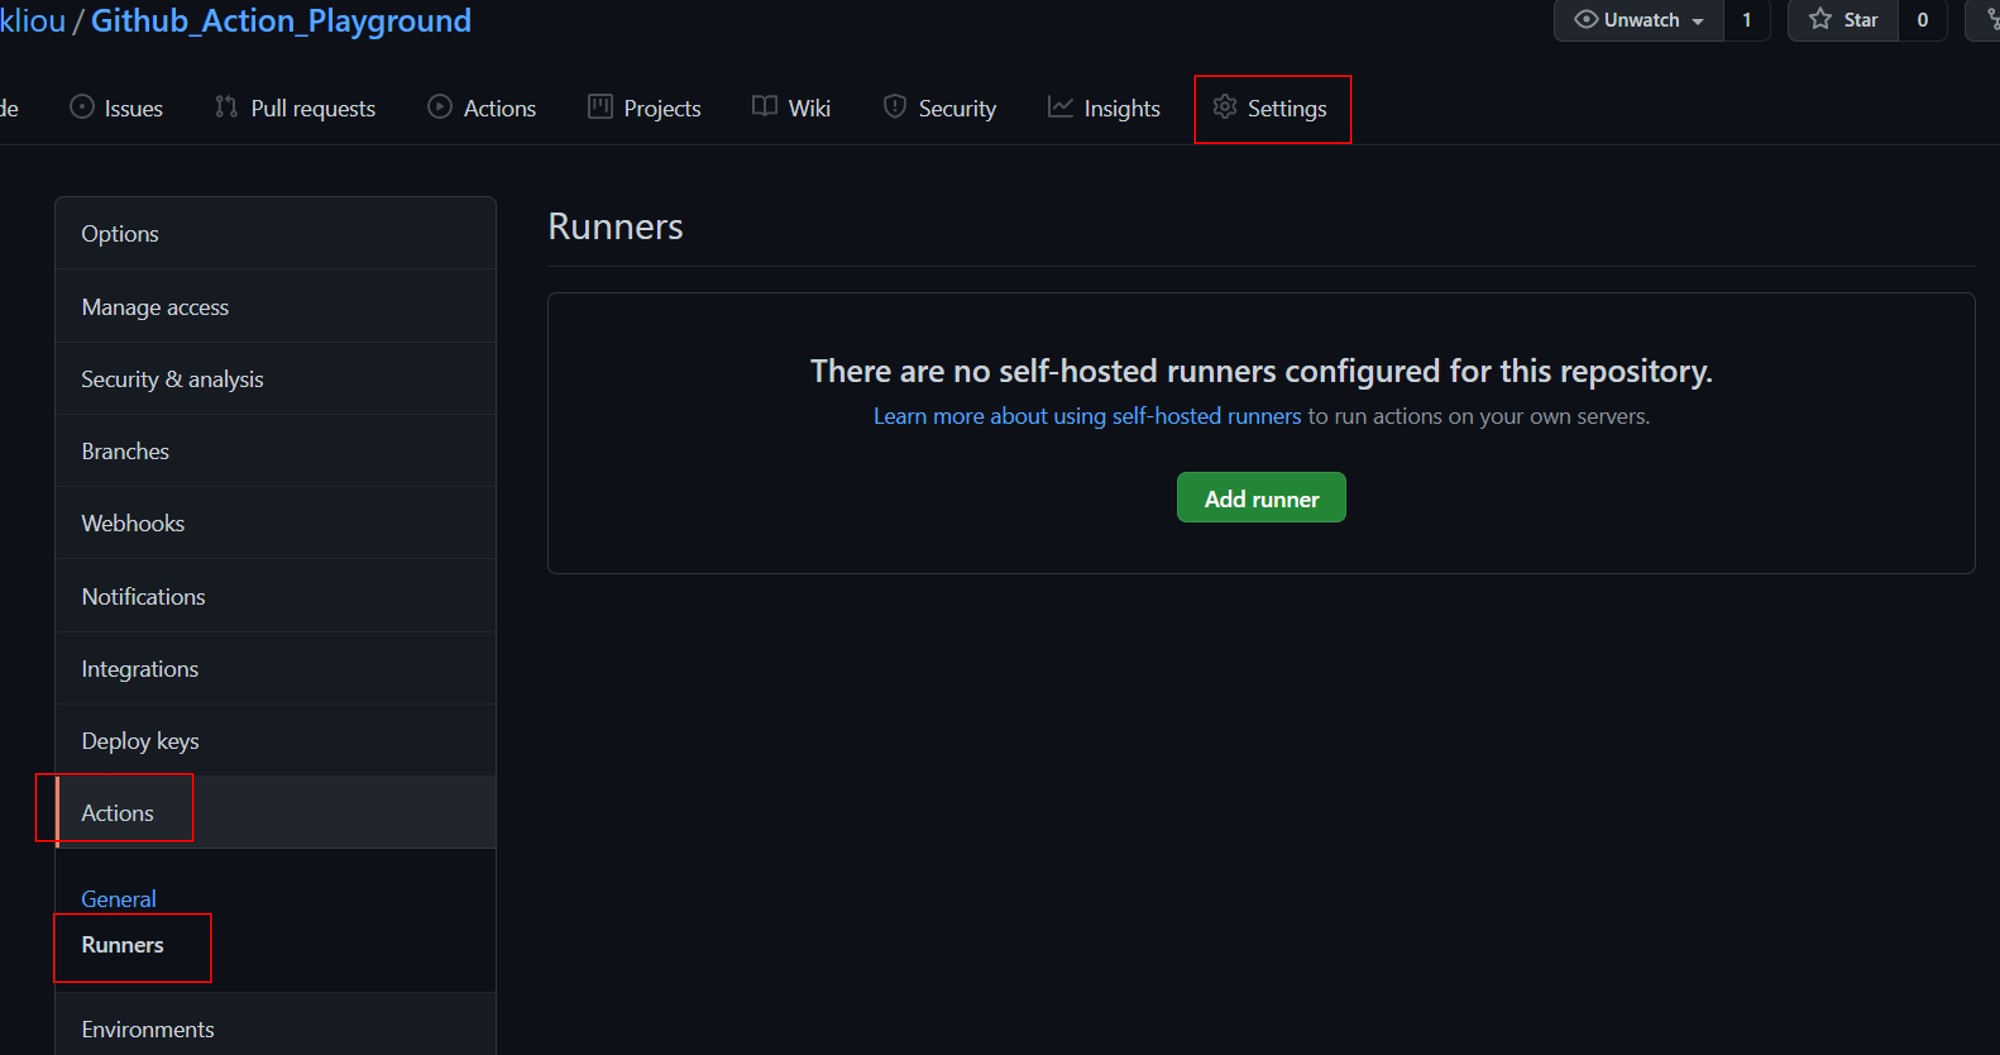 kliou / Github_Action_Playground
Unwatch 1 Star 0
de Issues Pull requests Actions Projects Wiki Security Insights Settings
Options
Manage access
Security & analysis
Branches
Webhooks
Notifications
Integrations
Deploy keys
Actions
General
Runners
Environments
Runners
There are no self-hosted runners configured for this repository.
Learn more about using self-hosted runners to run actions on your own servers.
Add runner